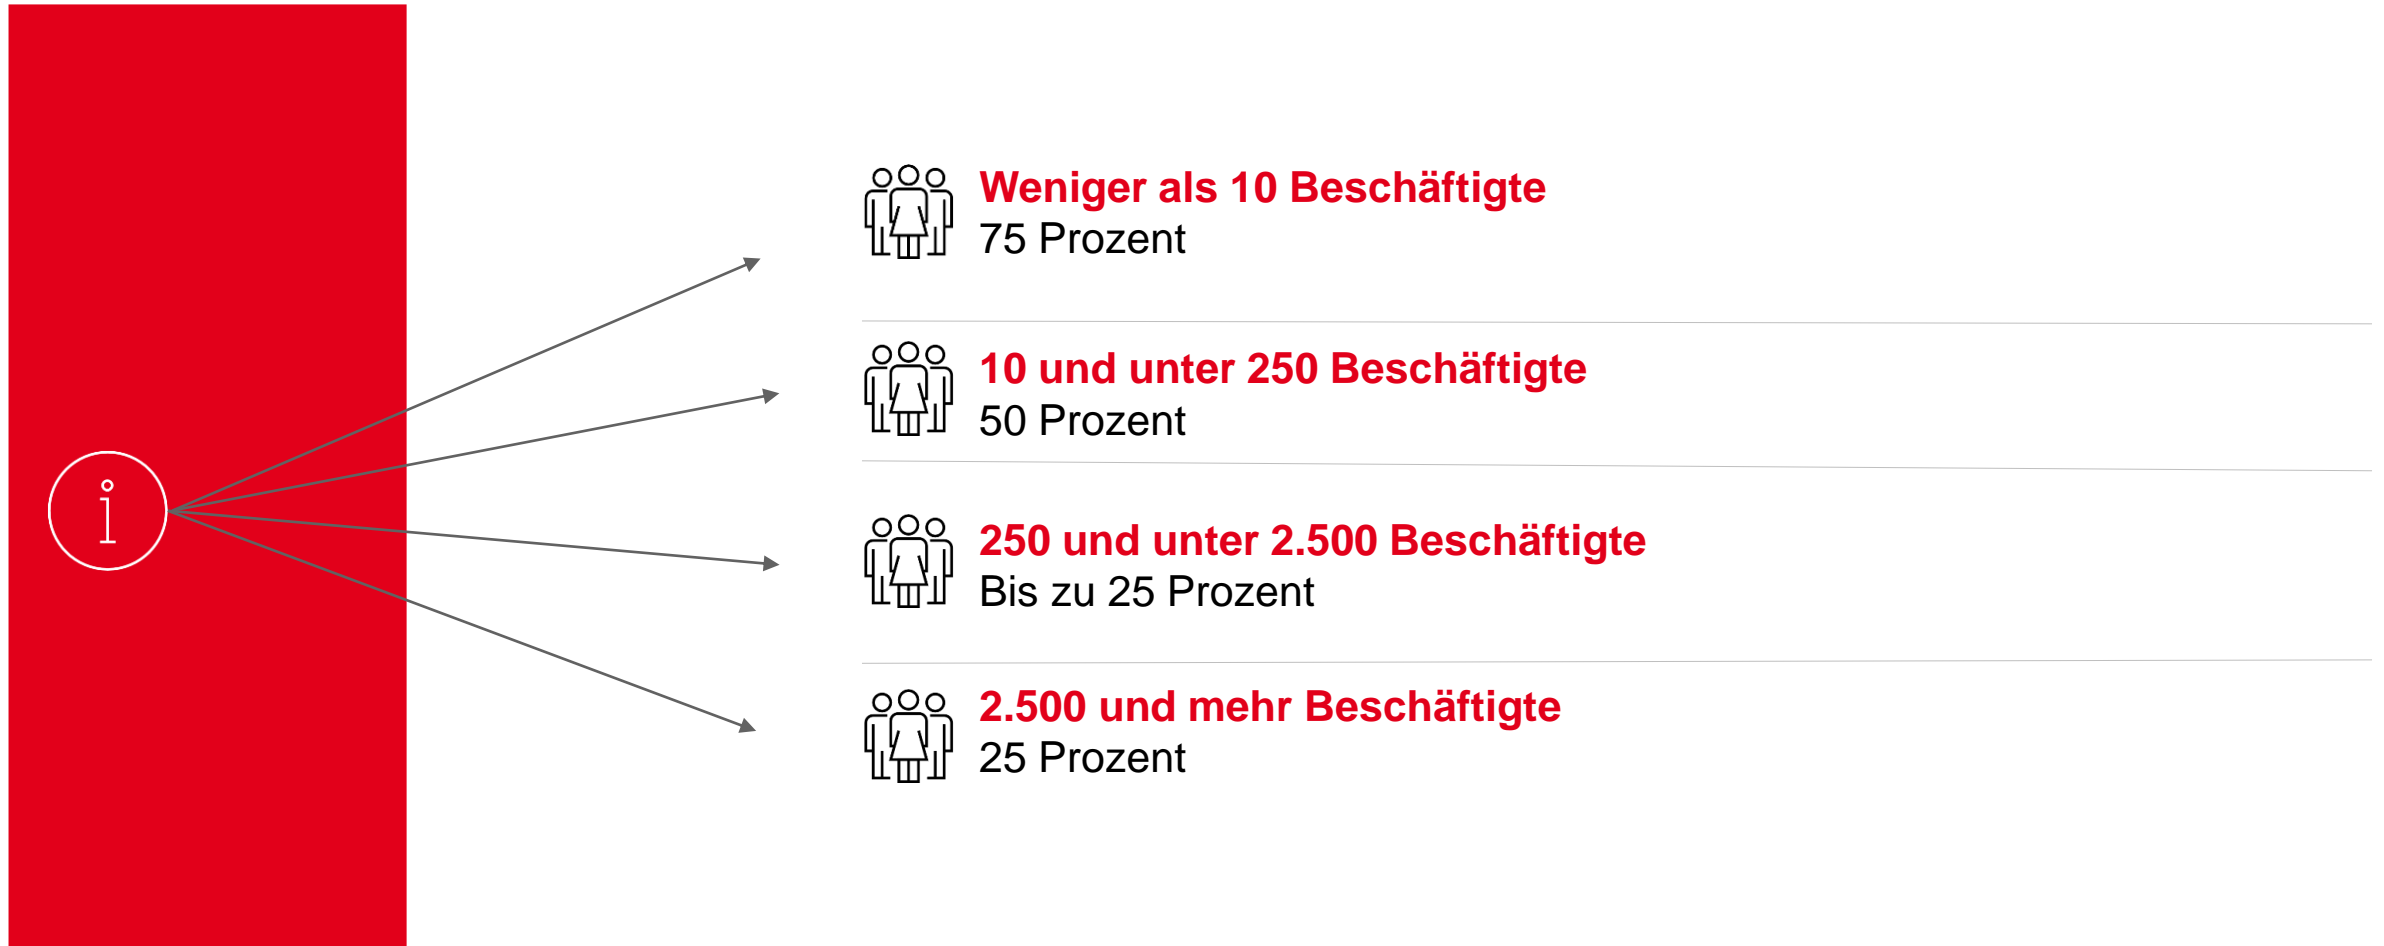 i
Weniger als 10 Beschäftigte
75 Prozent
10 und unter 250 Beschäftigte
50 Prozent
250 und unter 2.500 Beschäftigte
Bis zu 25 Prozent
2.500 und mehr Beschäftigte
25 Prozent